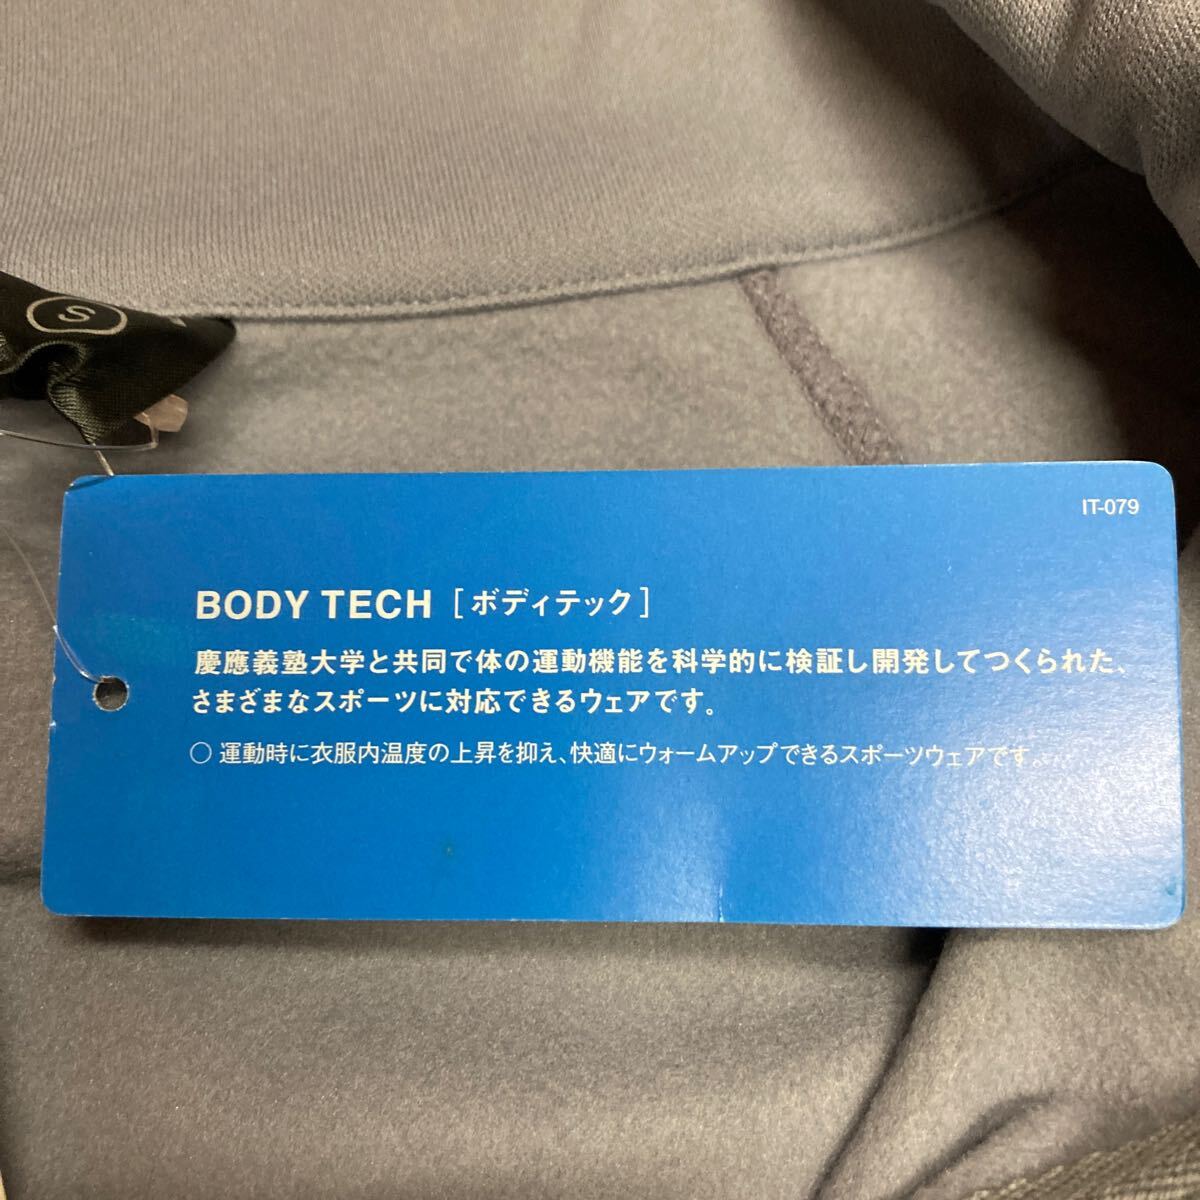 S
IT-079
BODY TECH [ボディテック]
慶應義塾大学と共同で体の運動機能を科学的に検証し開発してつくられた、
さまざまなスポーツに対応できるウェアです。
○ 運動時に衣服内温度の上昇を抑え、快適にウォームアップできるスポーツウェアです。